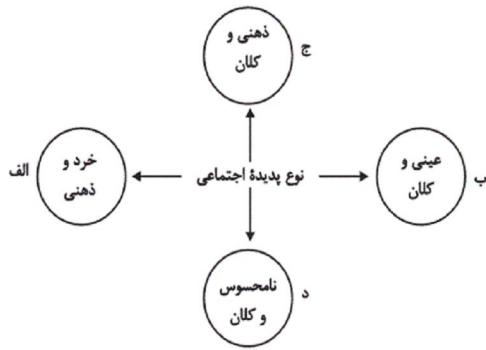 ذهنی و
کلان
ج
عینی و
کلان
ب
نوع پدیدهٔ اجتماعی
خرد و
ذهنی
الف
نامحسوس
و کلان
د